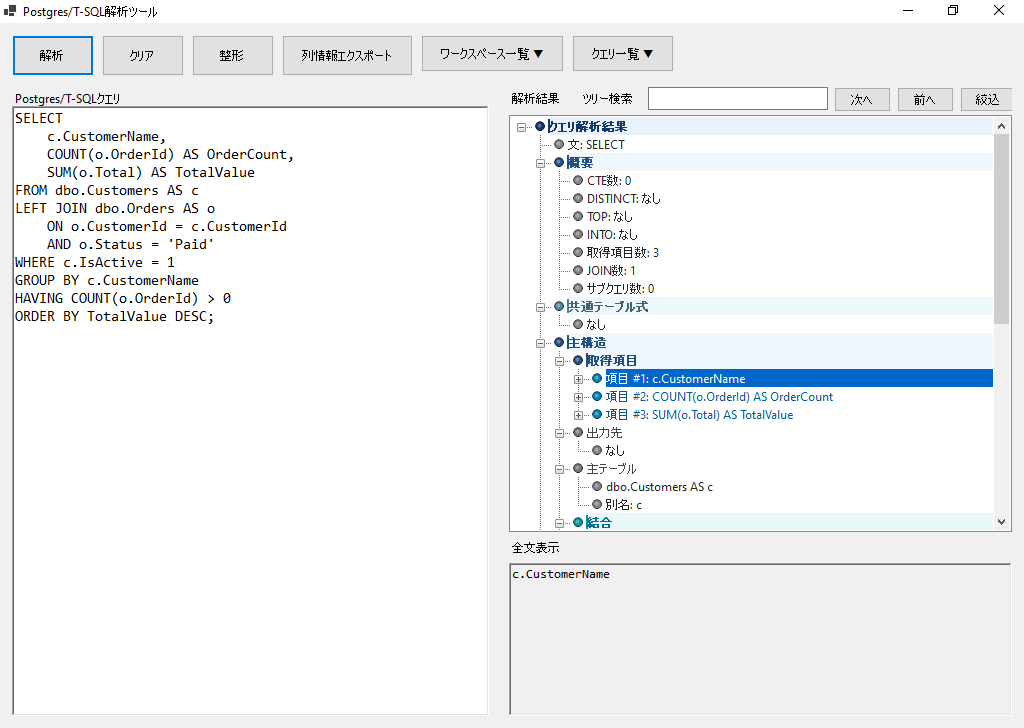 Postgres/T-SQL解析ツール
解析
クリア
整形
列情報エクスポート
ワークスペース一覧 ▼
クエリ一覧 ▼
Postgres/T-SQLクエリ
SELECT
    c.CustomerName,
    COUNT(o.OrderId) AS OrderCount,
    SUM(o.Total) AS TotalValue
FROM dbo.Customers AS c
LEFT JOIN dbo.Orders AS o
    ON o.CustomerId = c.CustomerId
    AND o.Status = 'Paid'
WHERE c.IsActive = 1
GROUP BY c.CustomerName
HAVING COUNT(o.OrderId) > 0
ORDER BY TotalValue DESC;
解析結果
ツリー検索
次へ
前へ
絞込
クエリ解析結果
文: SELECT
概要
CTE数: 0
DISTINCT: なし
TOP: なし
INTO: なし
取得項目数: 3
JOIN数: 1
サブクエリ数: 0
共通テーブル式
なし
主構造
取得項目
項目 #1: c.CustomerName
項目 #2: COUNT(o.OrderId) AS OrderCount
項目 #3: SUM(o.Total) AS TotalValue
出力先
なし
主テーブル
dbo.Customers AS c
別名: c
結合
全文表示
c.CustomerName